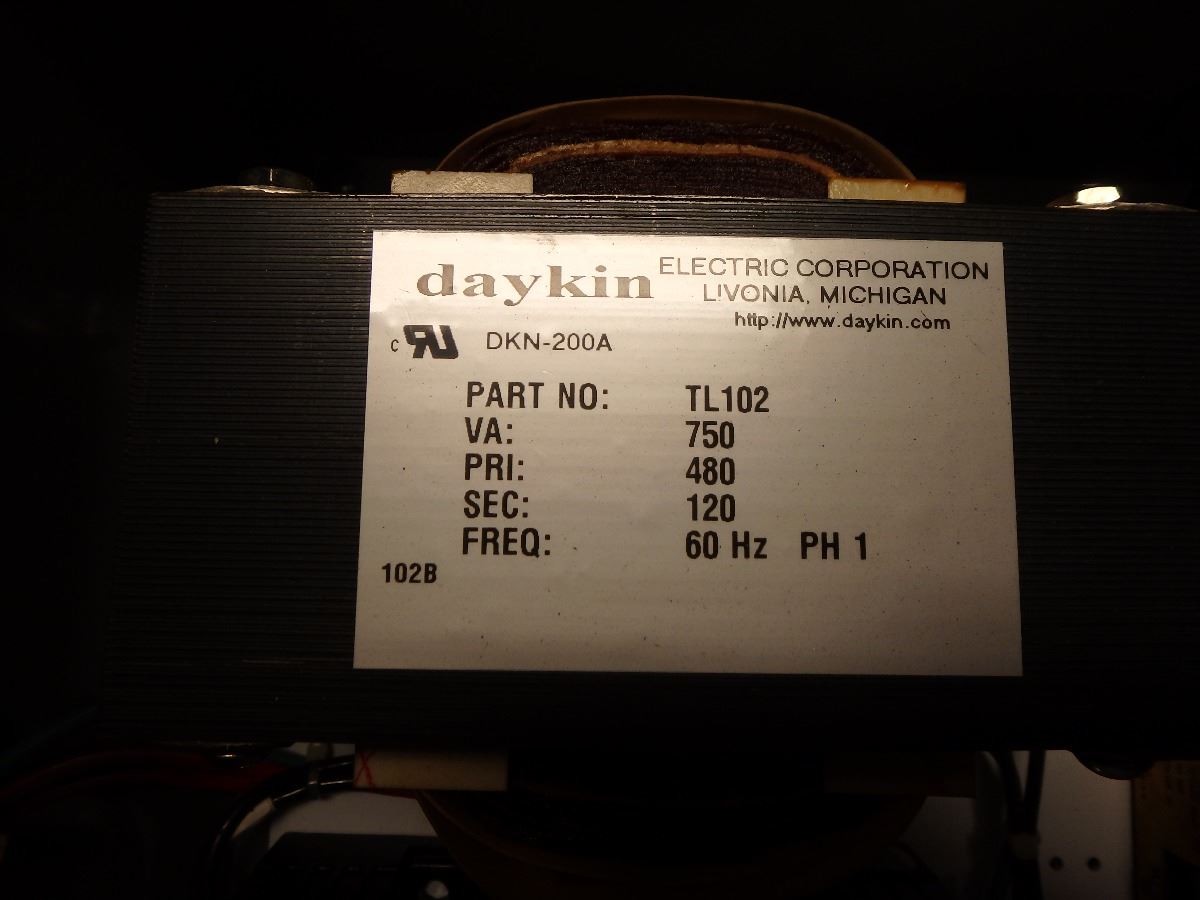 daykin ELECTRIC CORPORATION
LIVONIA, MICHIGAN
http://www.daykin.com
c RU DKN-200A
PART NO: TL102
VA: 750
PRI: 480
SEC: 120
FREQ: 60 Hz PH 1
102B